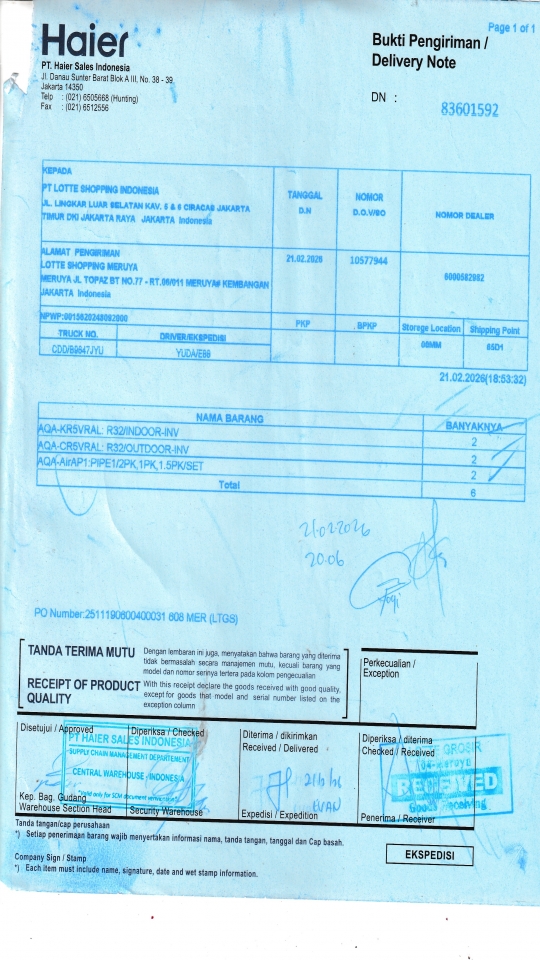 Page 1 of 1
Haier
Bukti Pengiriman /
Delivery Note
PT. Haier Sales Indonesia
Jl. Danau Sunter Barat Blok A III, No. 38 - 39
Jakarta 14350
Telp : (021) 6505668 (Hunting)
Fax : (021) 6512556
DN :
83601592
KEPADA
PT LOTTE SHOPPING INDONESIA
JL. LINGKAR LUAR SELATAN KAV. 5 & 6 CIRACAS JAKARTA
TIMUR DKI JAKARTA RAYA JAKARTA Indonesia
TANGGAL
D.N
NOMOR
D.O.V/SO
NOMOR DEALER
ALAMAT PENGIRIMAN
LOTTE SHOPPING MERUYA
MERUYA JL TOPAZ BT NO.77 - RT.06/011 MERUYA# KEMBANGAN
JAKARTA Indonesia
21.02.2026
10577944
NPWP:
PKP
BPKP
Storege Location
Shipping Point
TRUCK NO.
DRIVER/EKSPEDISI
CDD/B9647JYU
YUDA/E86
21.02.2026(18:53:32)
NAMA BARANG
BANYAKNYA
AQA-KR5VRAL: R32/INDOOR-INV
2
AQA-CR5VRAL: R32/OUTDOOR-INV
2
AQA-AirAP1:PIPE1/2PK,1PK,1.5PK/SET
2
Total
6
21/02-2026
20.06
PO Number:2511190600400031 608 MER (LTGS)
TANDA TERIMA MUTU
Dengan lembaran ini juga, menyatakan bahwa barang yang diterima
tidak bermasalah secara manajemen mutu, kecuali barang yang
model dan nomor serinya tertera pada kolom pengecualian
RECEIPT OF PRODUCT
QUALITY
With this receipt declare the goods received with good quality,
except for goods that model and serial number listed on the
exception column
Perkecualian /
Exception
Disetujui / Approved
Diperiksa / Checked
Diterima / dikirimkan
Received / Delivered
Diperiksa / diterima
Checked / Received
PT HAIER SALES INDONESIA
SUPPLY CHAIN MANAGEMENT DEPARTEMENT
CENTRAL WAREHOUSE - INDONESIA
GROSIR
RECEIVED
Goods Receiving
Kep. Bag. Gudang
Warehouse Section Head
Security Warehouse
Expedisi / Expedition
Penerima / Receiver
Tanda tangan/cap perusahaan
*) Setiap penerimaan barang wajib menyertakan informasi nama, tanda tangan, tanggal dan Cap basah.
Company Sign / Stamp
*) Each item must include name, signature, date and wet stamp information.
EKSPEDISI